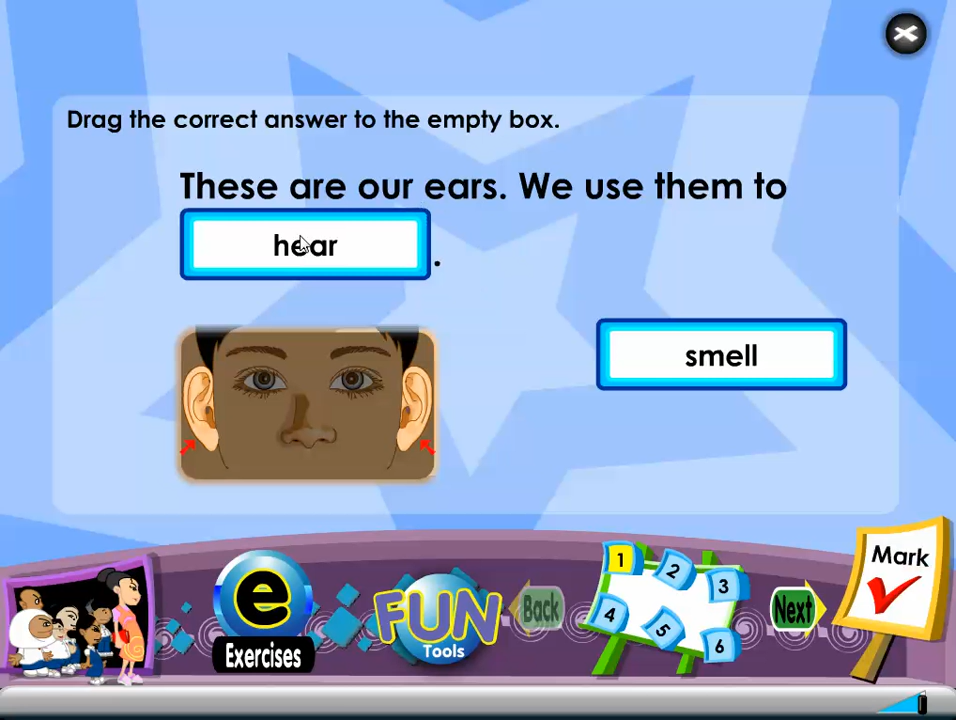 Drag the correct answer to the empty box.
These are our ears. We use them to
hear
.
smell
e
Exercises
FUN
Tools
Back
1
2
3
4
5
6
Next
Mark